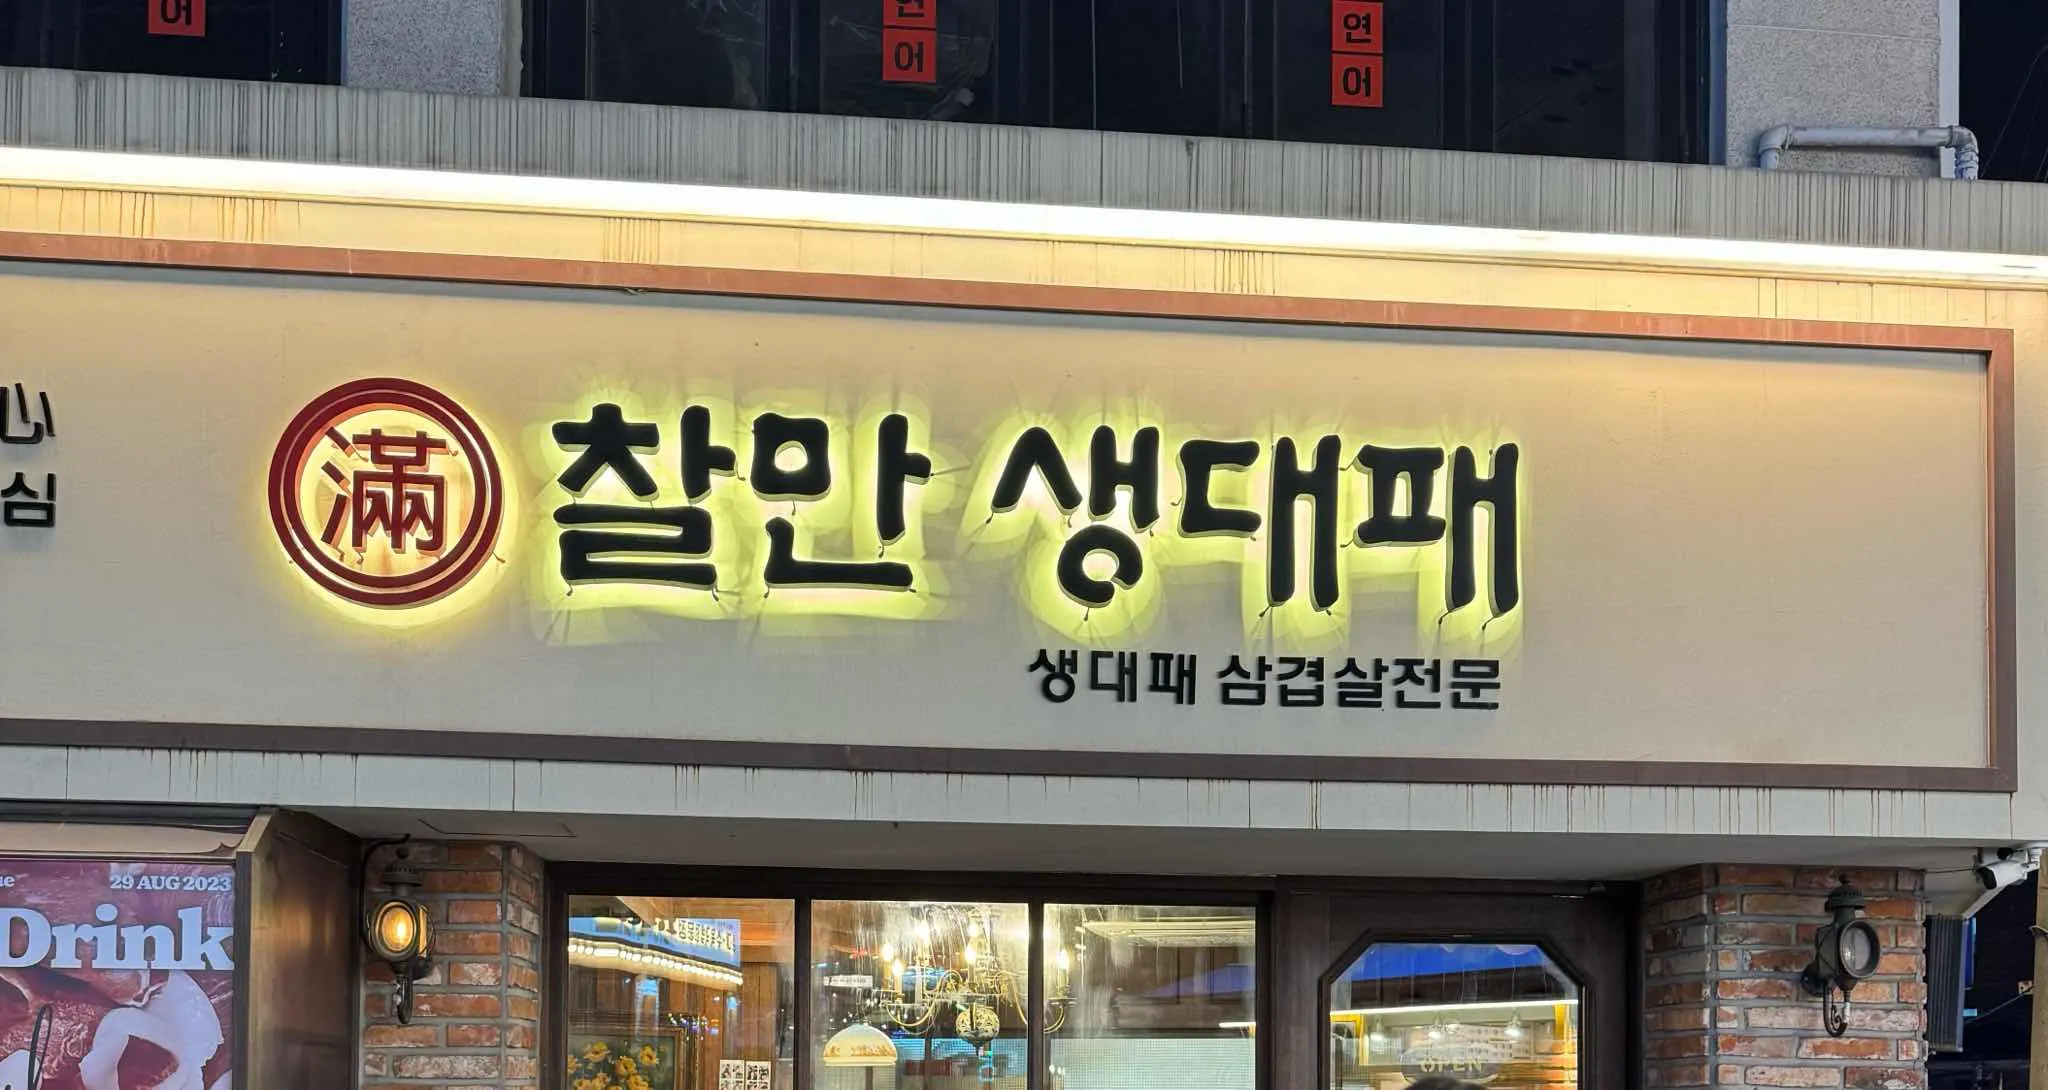 어
연
어
연
어
心
심
滿
찰만 생대패
생대패 삼겹살전문
29 AUG 2023
Drink
OPEN